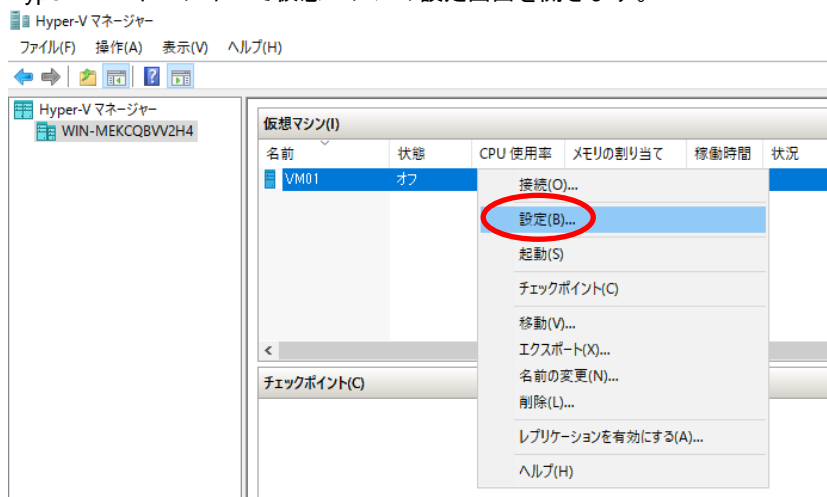 Hyper-V マネージャー
ファイル(F) 操作(A) 表示(V) ヘルプ(H)
Hyper-V マネージャー
WIN-MEKCQBVV2H4
仮想マシン(I)
名前 状態 CPU 使用率 メモリの割り当て 稼働時間 状況
VM01 オフ
接続(O)...
設定(B)...
起動(S)
チェックポイント(C)
移動(V)...
エクスポート(X)...
名前の変更(N)...
削除(L)...
レプリケーションを有効にする(A)...
ヘルプ(H)
チェックポイント(C)